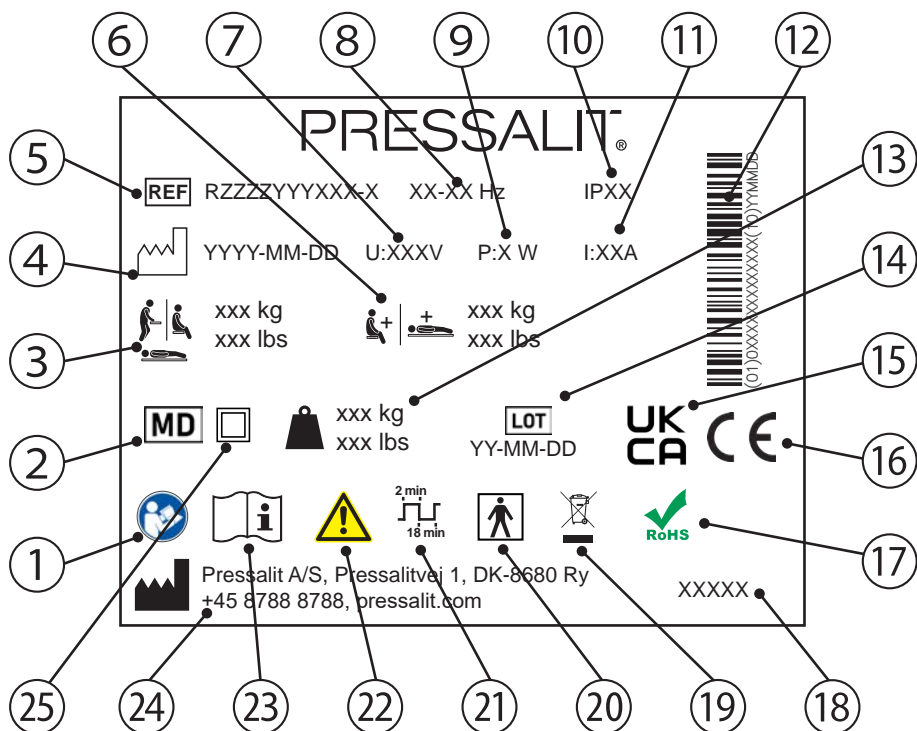 6 7 8 9 10 11 12
PRESSALIT®
5 REF RZZZZYYYXXX-X XX-XX Hz IPXX 13
4 YYYY-MM-DD U:XXXV P:X W I:XXA 14
3 xxx kg + + xxx kg
xxx lbs xxx lbs
15
2 MD xxx kg LOT UK CA CE 16
xxx lbs YY-MM-DD
1 i ! 2 min 18 min RoHS 17
Pressalit A/S, Pressalitvej 1, DK-8680 Ry
+45 8788 8788, pressalit.com XXXXX
25 24 23 22 21 20 19 18